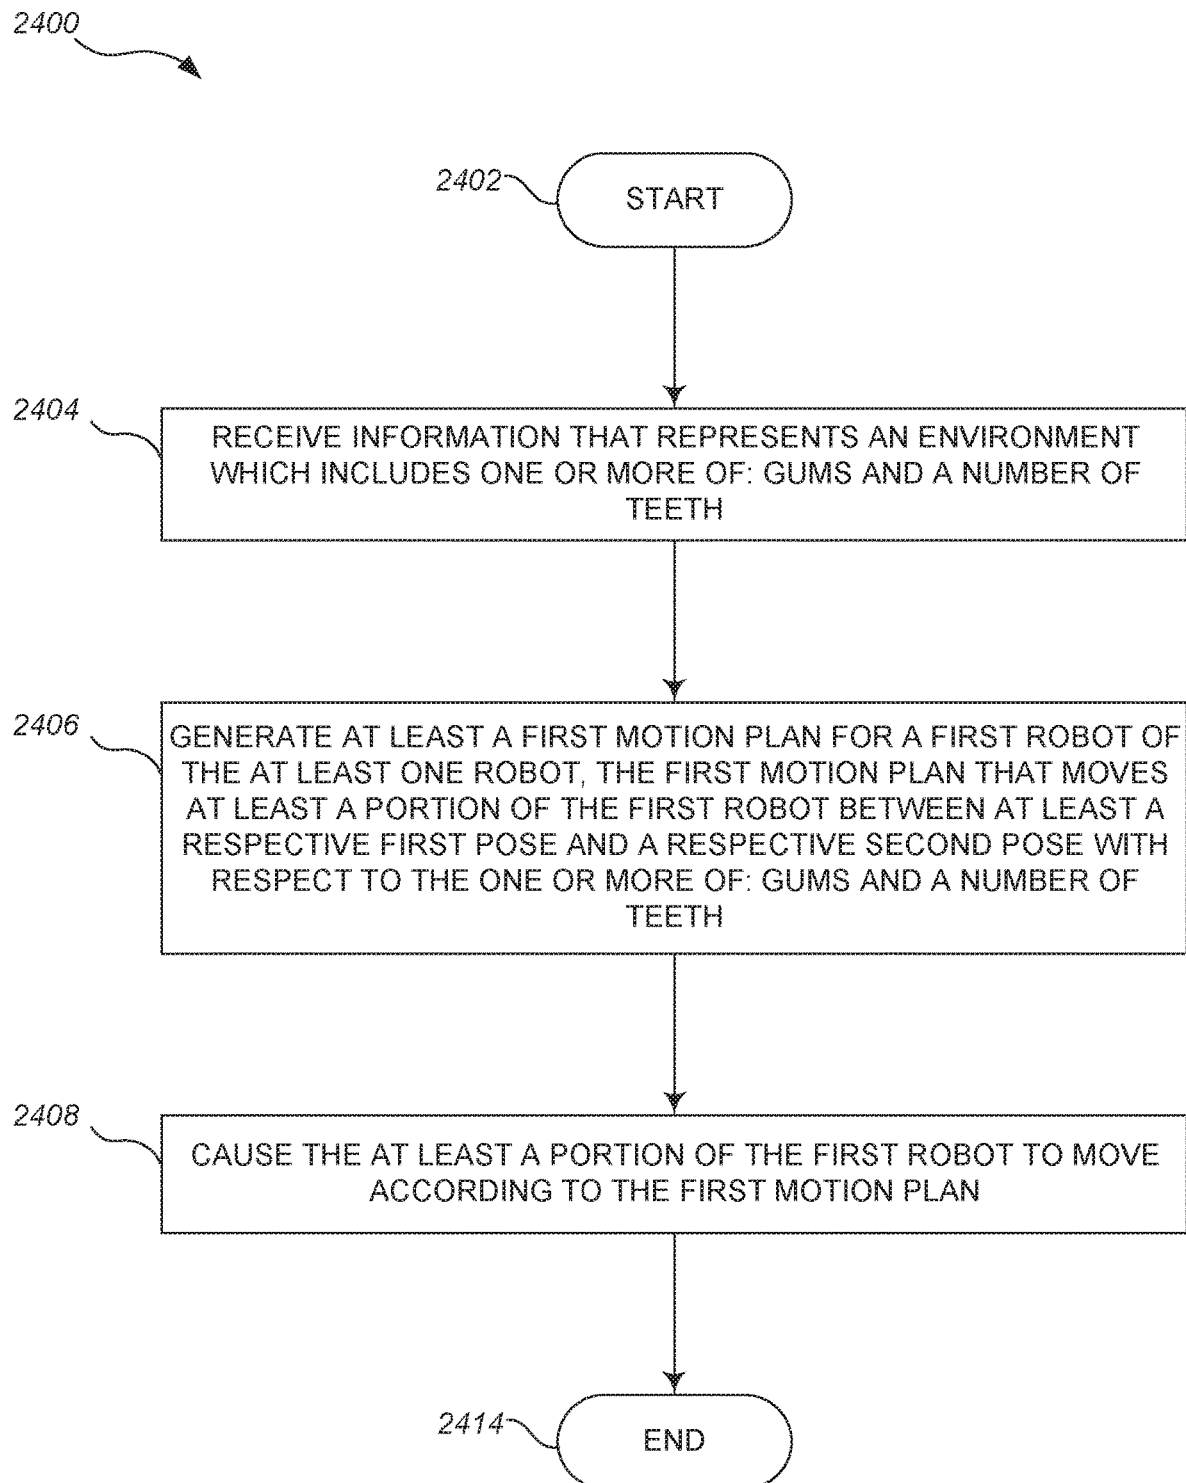 2400
2402
START
2404
RECEIVE INFORMATION THAT REPRESENTS AN ENVIRONMENT
WHICH INCLUDES ONE OR MORE OF: GUMS AND A NUMBER OF
TEETH
2406
GENERATE AT LEAST A FIRST MOTION PLAN FOR A FIRST ROBOT OF
THE AT LEAST ONE ROBOT, THE FIRST MOTION PLAN THAT MOVES
AT LEAST A PORTION OF THE FIRST ROBOT BETWEEN AT LEAST A
RESPECTIVE FIRST POSE AND A RESPECTIVE SECOND POSE WITH
RESPECT TO THE ONE OR MORE OF: GUMS AND A NUMBER OF
TEETH
2408
CAUSE THE AT LEAST A PORTION OF THE FIRST ROBOT TO MOVE
ACCORDING TO THE FIRST MOTION PLAN
2414
END